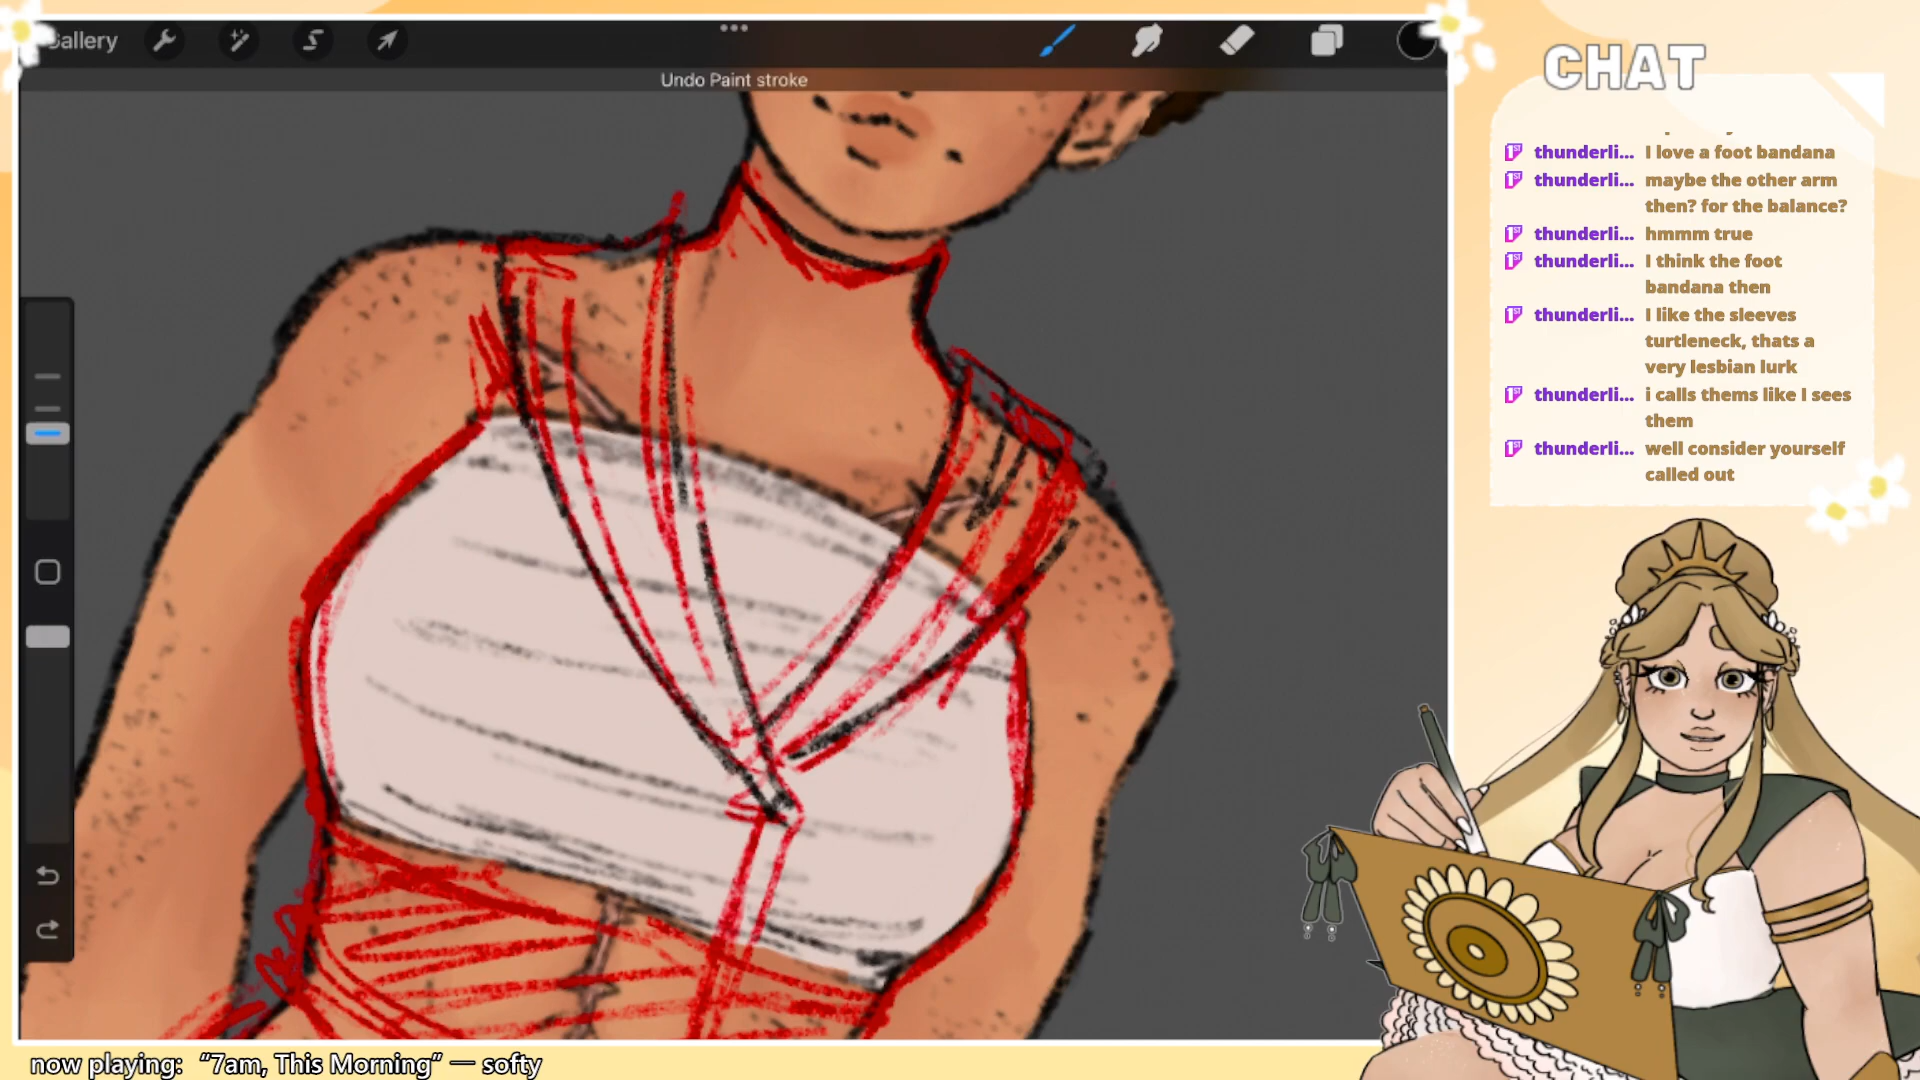 Gallery
Undo Paint stroke
CHAT
thunderli... I love a foot bandana
thunderli... maybe the other arm
then? for the balance?
thunderli... hmmm true
thunderli... I think the foot
bandana then
thunderli... I like the sleeves
turtleneck, thats a
very lesbian lurk
thunderli... i calls thems like I sees
them
thunderli... well consider yourself
called out
now playing: “7am, This Morning” — softy